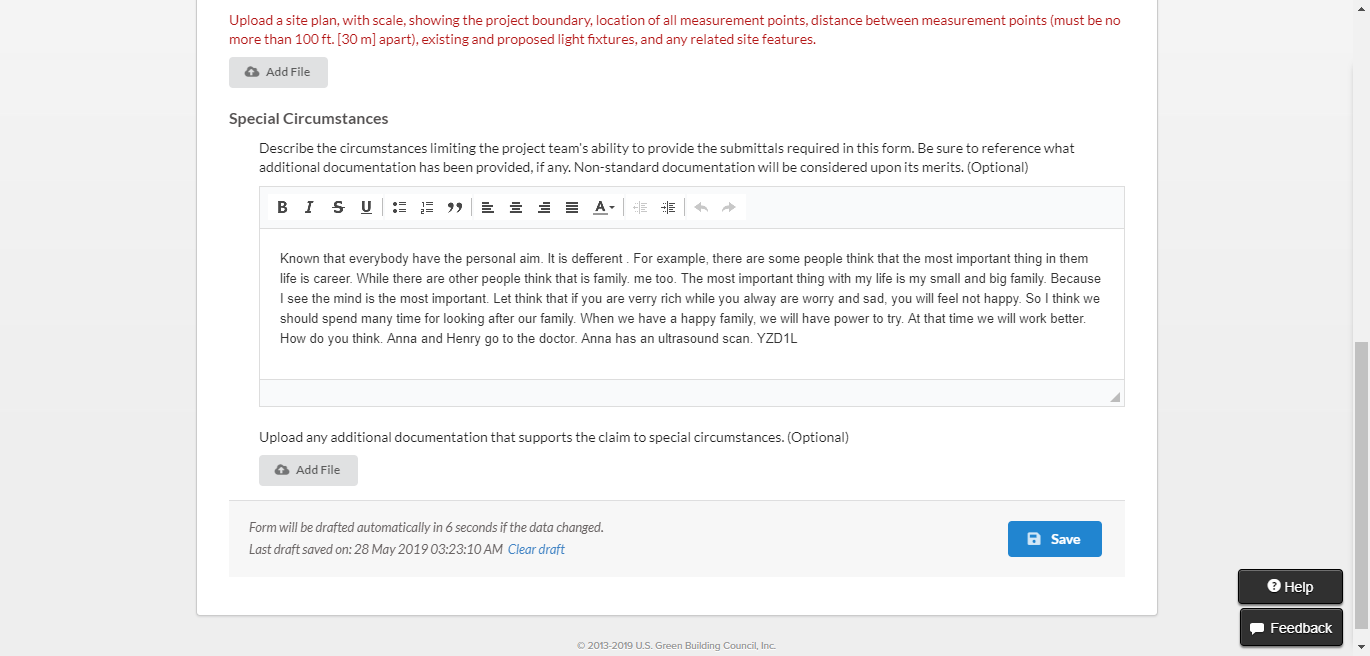 Upload a site plan, with scale, showing the project boundary, location of all measurement points, distance between measurement points (must be no
more than 100 ft. [30 m] apart), existing and proposed light fixtures, and any related site features.
Add File
Special Circumstances
Describe the circumstances limiting the project team's ability to provide the submittals required in this form. Be sure to reference what
additional documentation has been provided, if any. Non-standard documentation will be considered upon its merits. (Optional)
B I S U A
Known that everybody have the personal aim. It is defferent . For example, there are some people think that the most important thing in them
life is career. While there are other people think that is family. me too. The most important thing with my life is my small and big family. Because
I see the mind is the most important. Let think that if you are verry rich while you alway are worry and sad, you will feel not happy. So I think we
should spend many time for looking after our family. When we have a happy family, we will have power to try. At that time we will work better.
How do you think. Anna and Henry go to the doctor. Anna has an ultrasound scan. YZD1L
Upload any additional documentation that supports the claim to special circumstances. (Optional)
Add File
Form will be drafted automatically in 6 seconds if the data changed.
Last draft saved on: 28 May 2019 03:23:10 AM Clear draft
Save
Help
Feedback
© 2013-2019 U.S. Green Building Council, Inc.